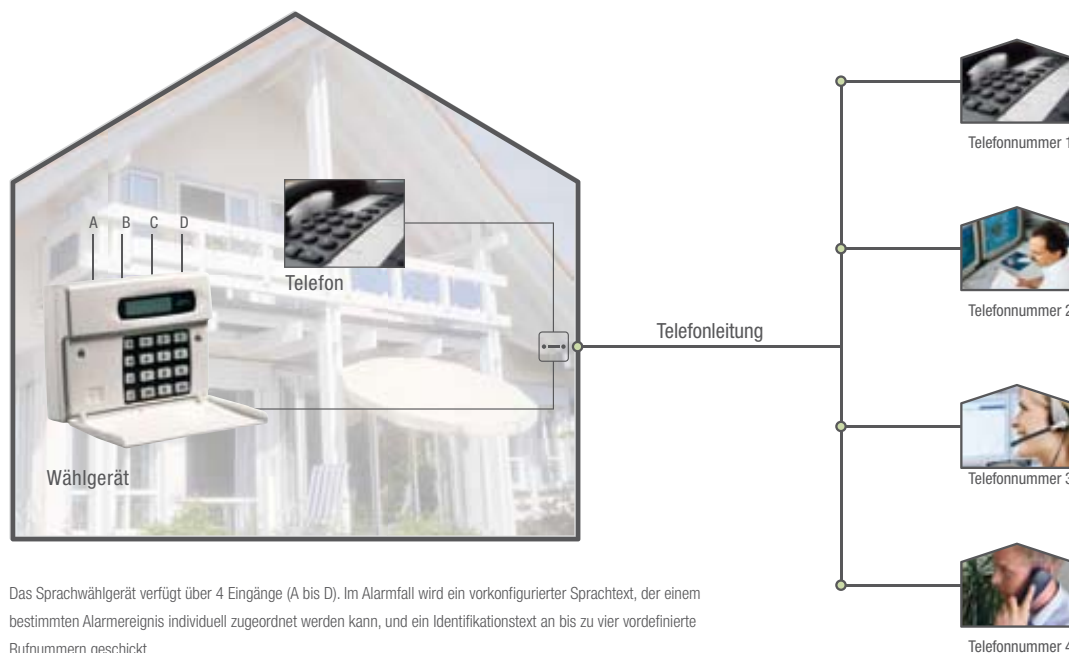 A B C D
Telefon
Wählgerät
Telefonleitung
Telefonnummer 1
Telefonnummer 2
Telefonnummer 3
Telefonnummer 4
Das Sprachwählgerät verfügt über 4 Eingänge (A bis D). Im Alarmfall wird ein vorkonfigurierter Sprachtext, der einem
bestimmten Alarmereignis individuell zugeordnet werden kann, und ein Identifikationstext an bis zu vier vordefinierte
Rufnummern geschickt